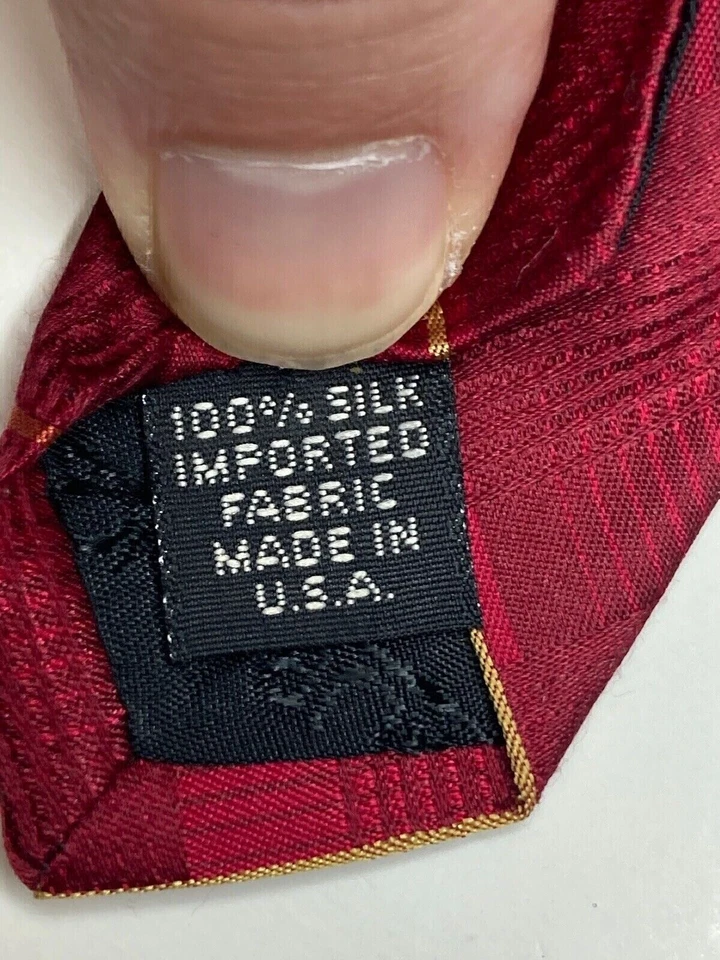 100% SILK
IMPORTED
FABRIC
MADE IN
U.S.A.